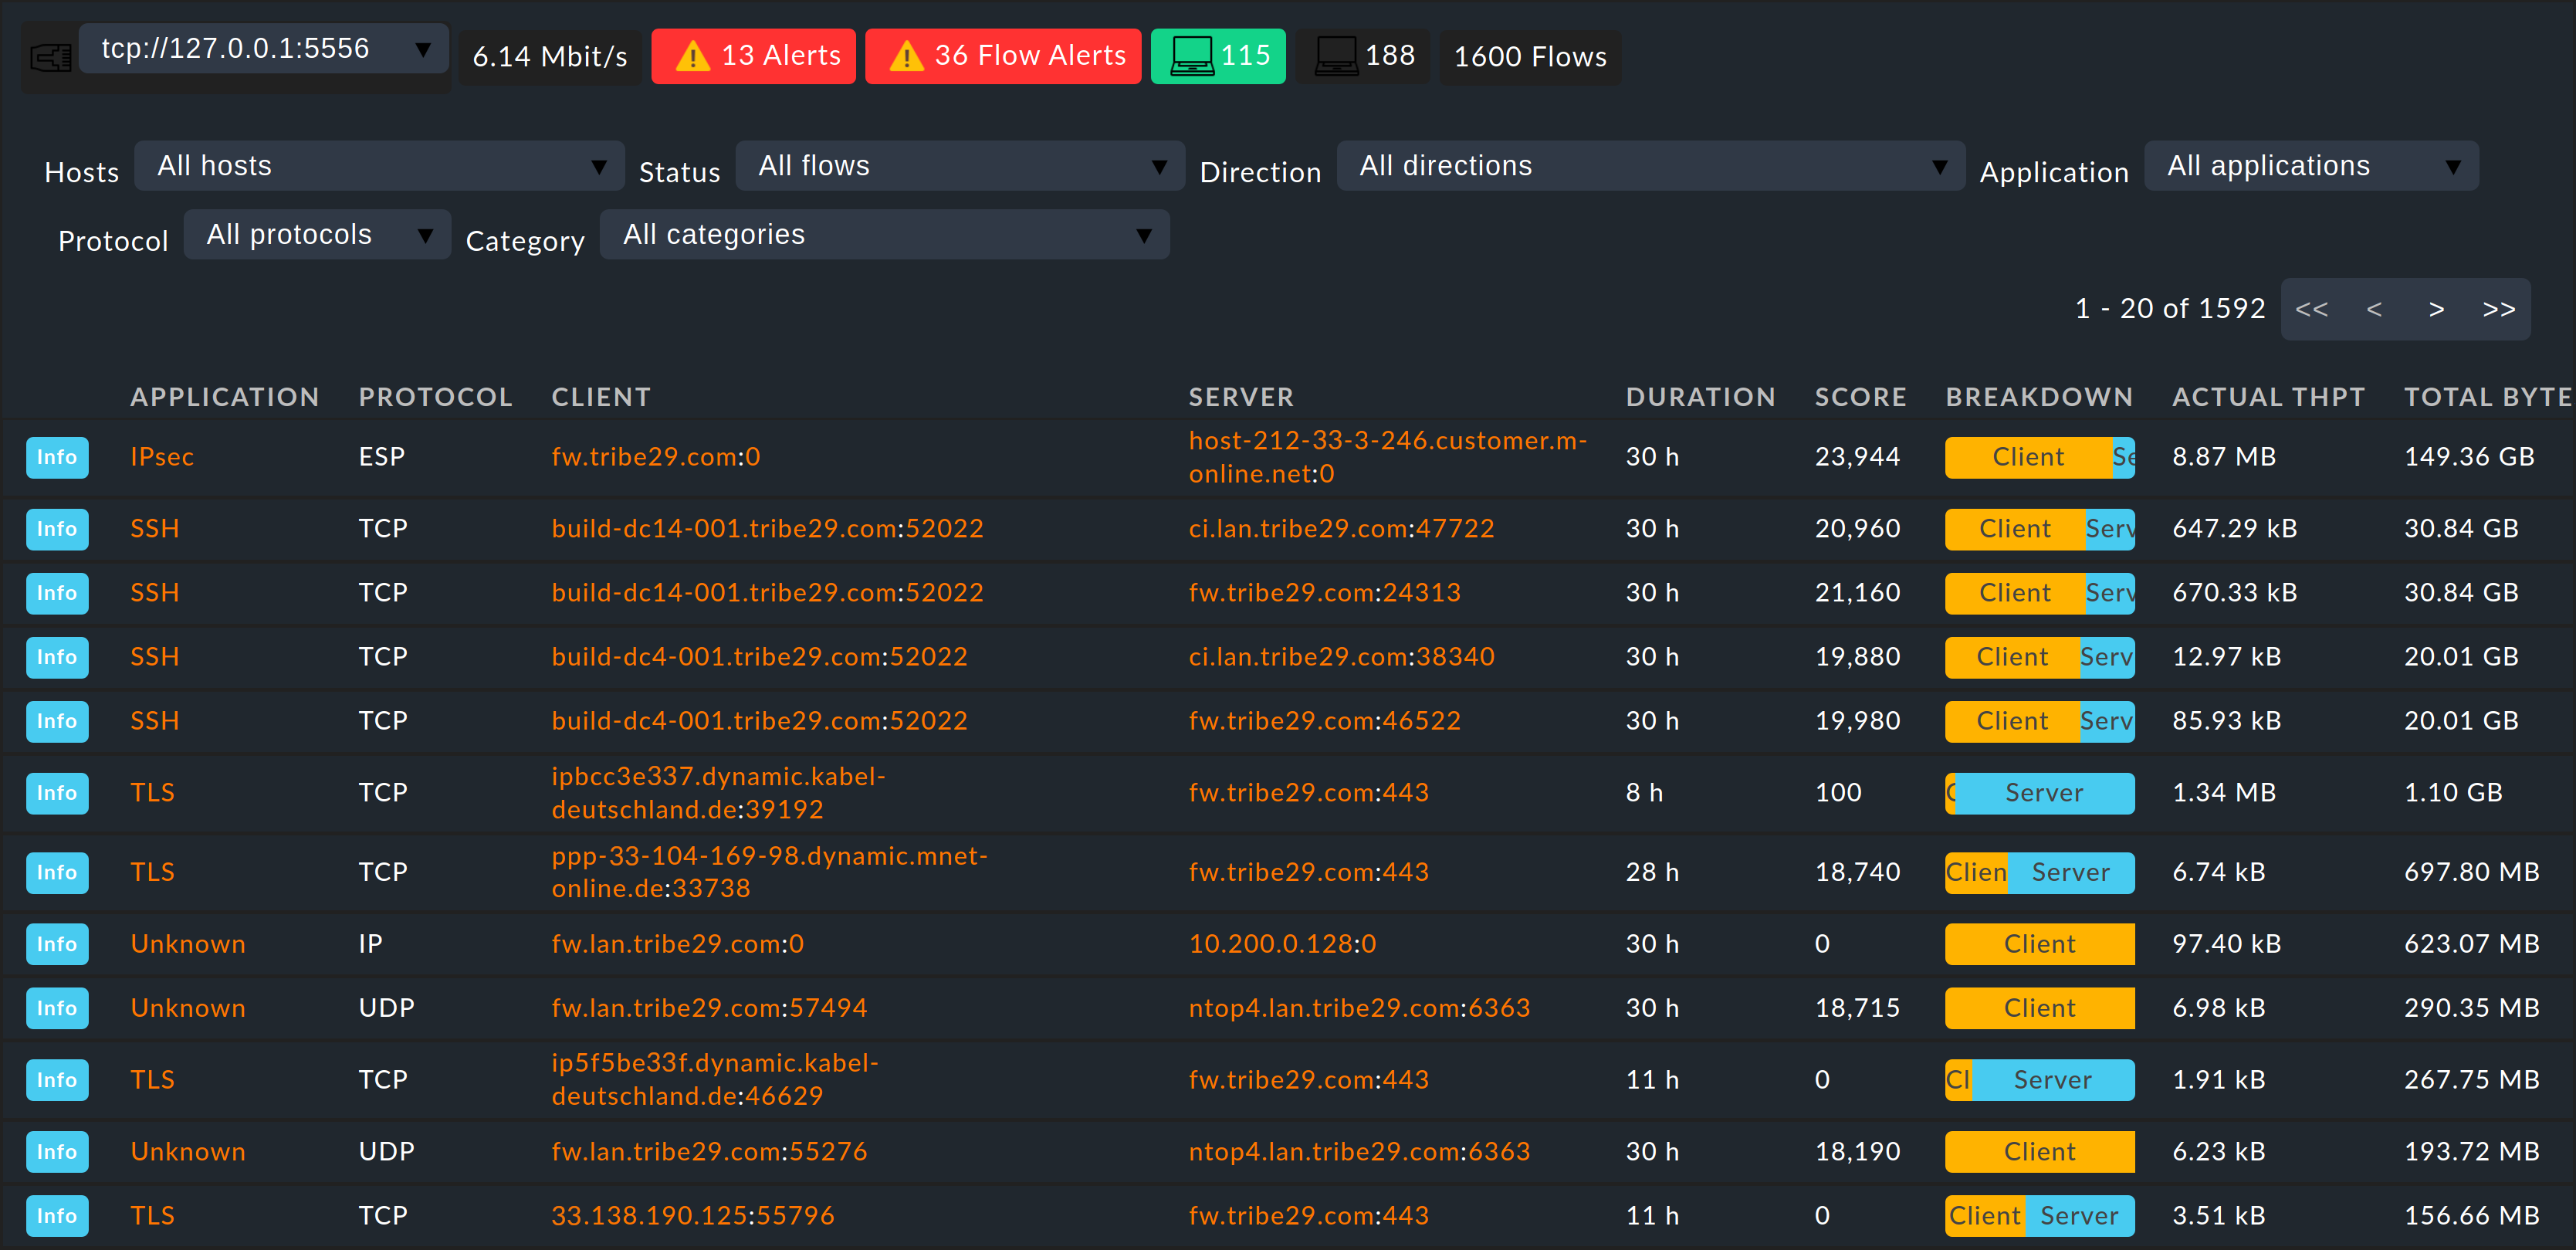 tcp://127.0.0.1:5556 ▼ 6.14 Mbit/s 13 Alerts 36 Flow Alerts 115 188 1600 Flows
Hosts All hosts ▼ Status All flows ▼ Direction All directions ▼ Application All applications ▼
Protocol All protocols ▼ Category All categories ▼
1 - 20 of 1592 << < > >>
APPLICATION PROTOCOL CLIENT SERVER DURATION SCORE BREAKDOWN ACTUAL THPT TOTAL BYTE
Info IPsec ESP fw.tribe29.com:0 host-212-33-3-246.customer.m-
online.net:0 30 h 23,944 Client Se 8.87 MB 149.36 GB
Info SSH TCP build-dc14-001.tribe29.com:52022 ci.lan.tribe29.com:47722 30 h 20,960 Client Serv 647.29 kB 30.84 GB
Info SSH TCP build-dc14-001.tribe29.com:52022 fw.tribe29.com:24313 30 h 21,160 Client Serv 670.33 kB 30.84 GB
Info SSH TCP build-dc4-001.tribe29.com:52022 ci.lan.tribe29.com:38340 30 h 19,880 Client Serv 12.97 kB 20.01 GB
Info SSH TCP build-dc4-001.tribe29.com:52022 fw.tribe29.com:46522 30 h 19,980 Client Serv 85.93 kB 20.01 GB
Info TLS TCP ipbcc3e337.dynamic.kabel-
deutschland.de:39192 fw.tribe29.com:443 8 h 100 C Server 1.34 MB 1.10 GB
Info TLS TCP ppp-33-104-169-98.dynamic.mnet-
online.de:33738 fw.tribe29.com:443 28 h 18,740 Clien Server 6.74 kB 697.80 MB
Info Unknown IP fw.lan.tribe29.com:0 10.200.0.128:0 30 h 0 Client 97.40 kB 623.07 MB
Info Unknown UDP fw.lan.tribe29.com:57494 ntop4.lan.tribe29.com:6363 30 h 18,715 Client 6.98 kB 290.35 MB
Info TLS TCP ip5f5be33f.dynamic.kabel-
deutschland.de:46629 fw.tribe29.com:443 11 h 0 Cl Server 1.91 kB 267.75 MB
Info Unknown UDP fw.lan.tribe29.com:55276 ntop4.lan.tribe29.com:6363 30 h 18,190 Client 6.23 kB 193.72 MB
Info TLS TCP 33.138.190.125:55796 fw.tribe29.com:443 11 h 0 Client Server 3.51 kB 156.66 MB